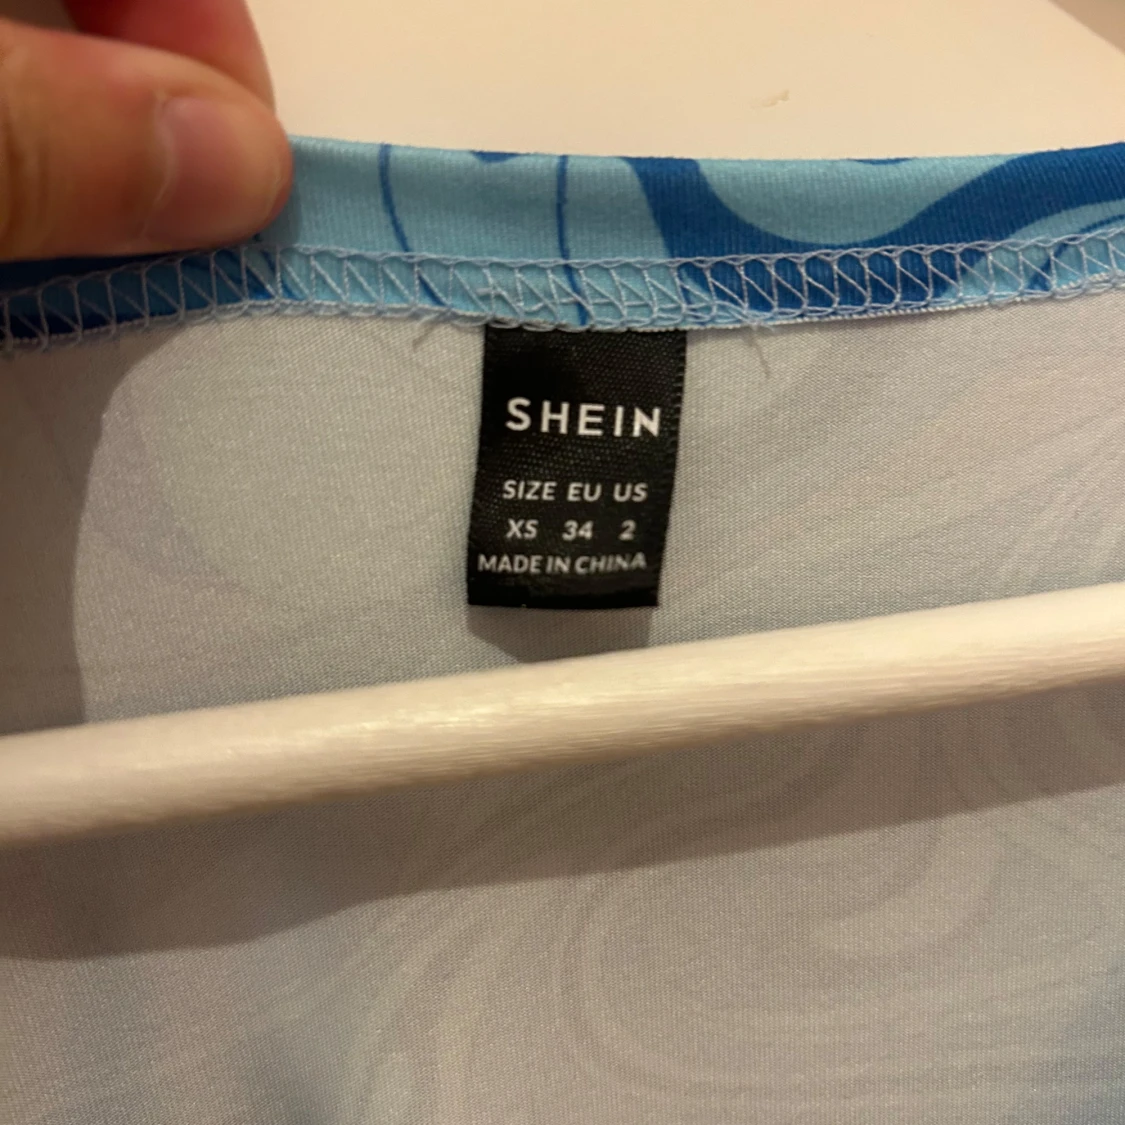 SHEIN
SIZE EU US
XS 34 2
MADE IN CHINA